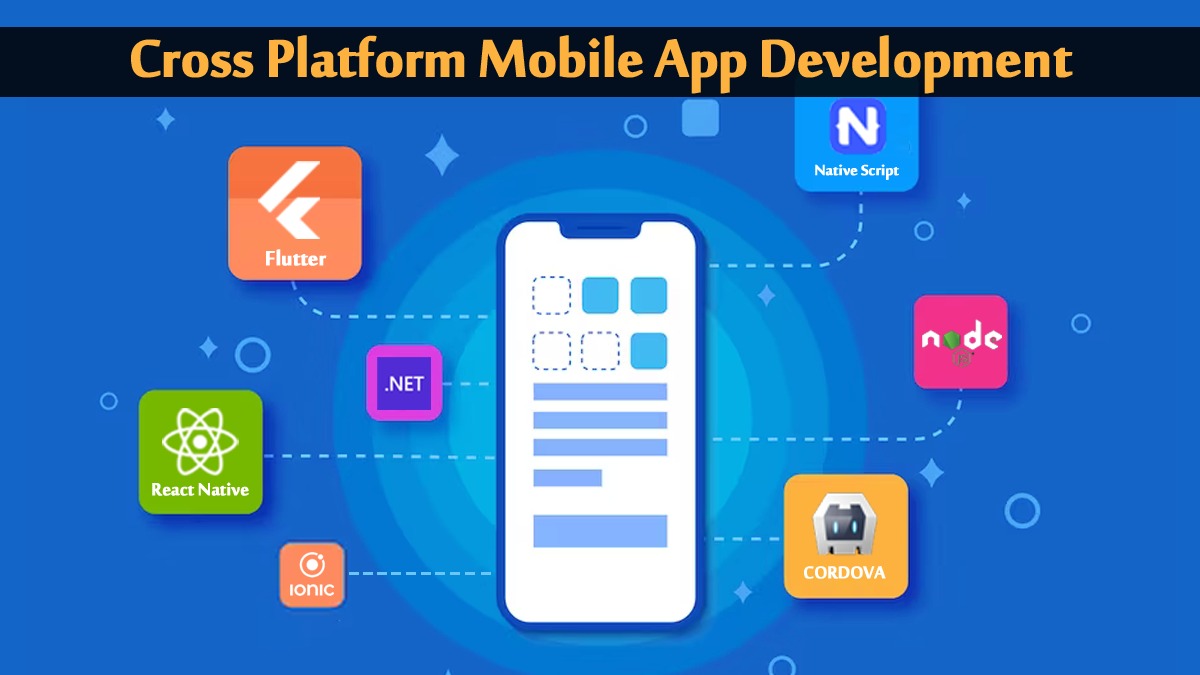 Cross Platform Mobile App Development
Native Script
Flutter
node
.NET
React Native
CORDOVA
IONIC